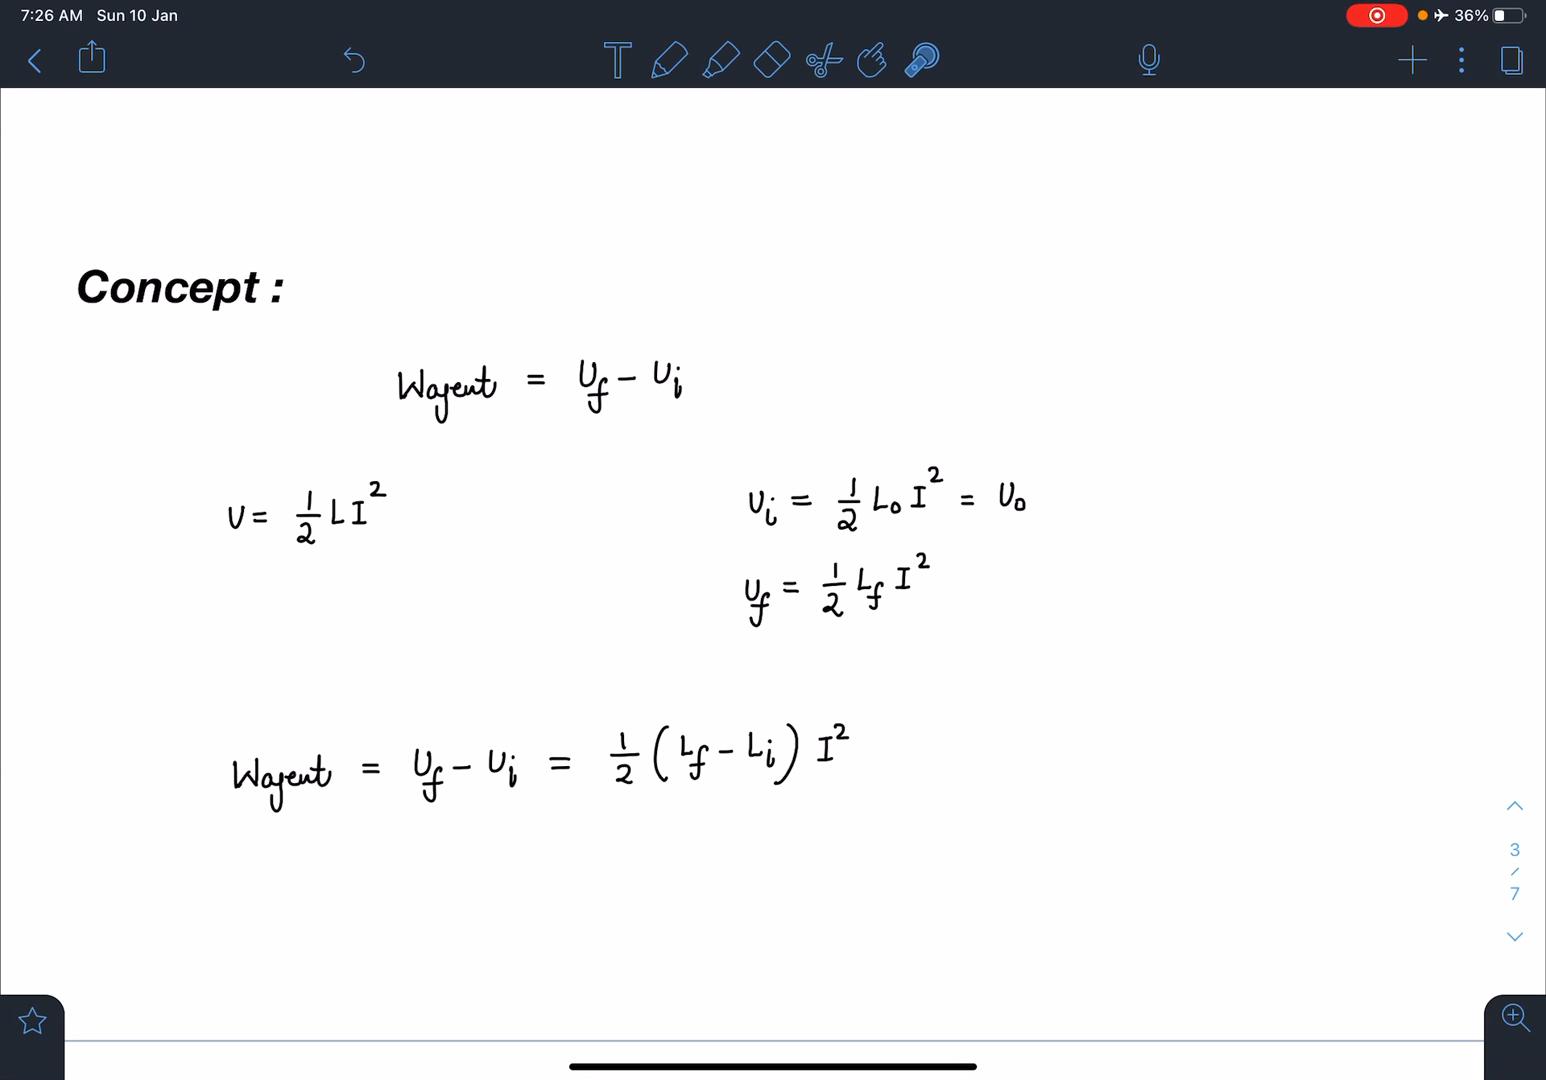 7:26 AM Sun 10 Jan 36%
Concept :
Wagent = Uf - Ui
U = 1/2 LI²
Ui = 1/2 L₀ I² = U₀
Uf = 1/2 Lf I²
Wagent = Uf - Ui = 1/2 (Lf - Li) I²
3
/
7